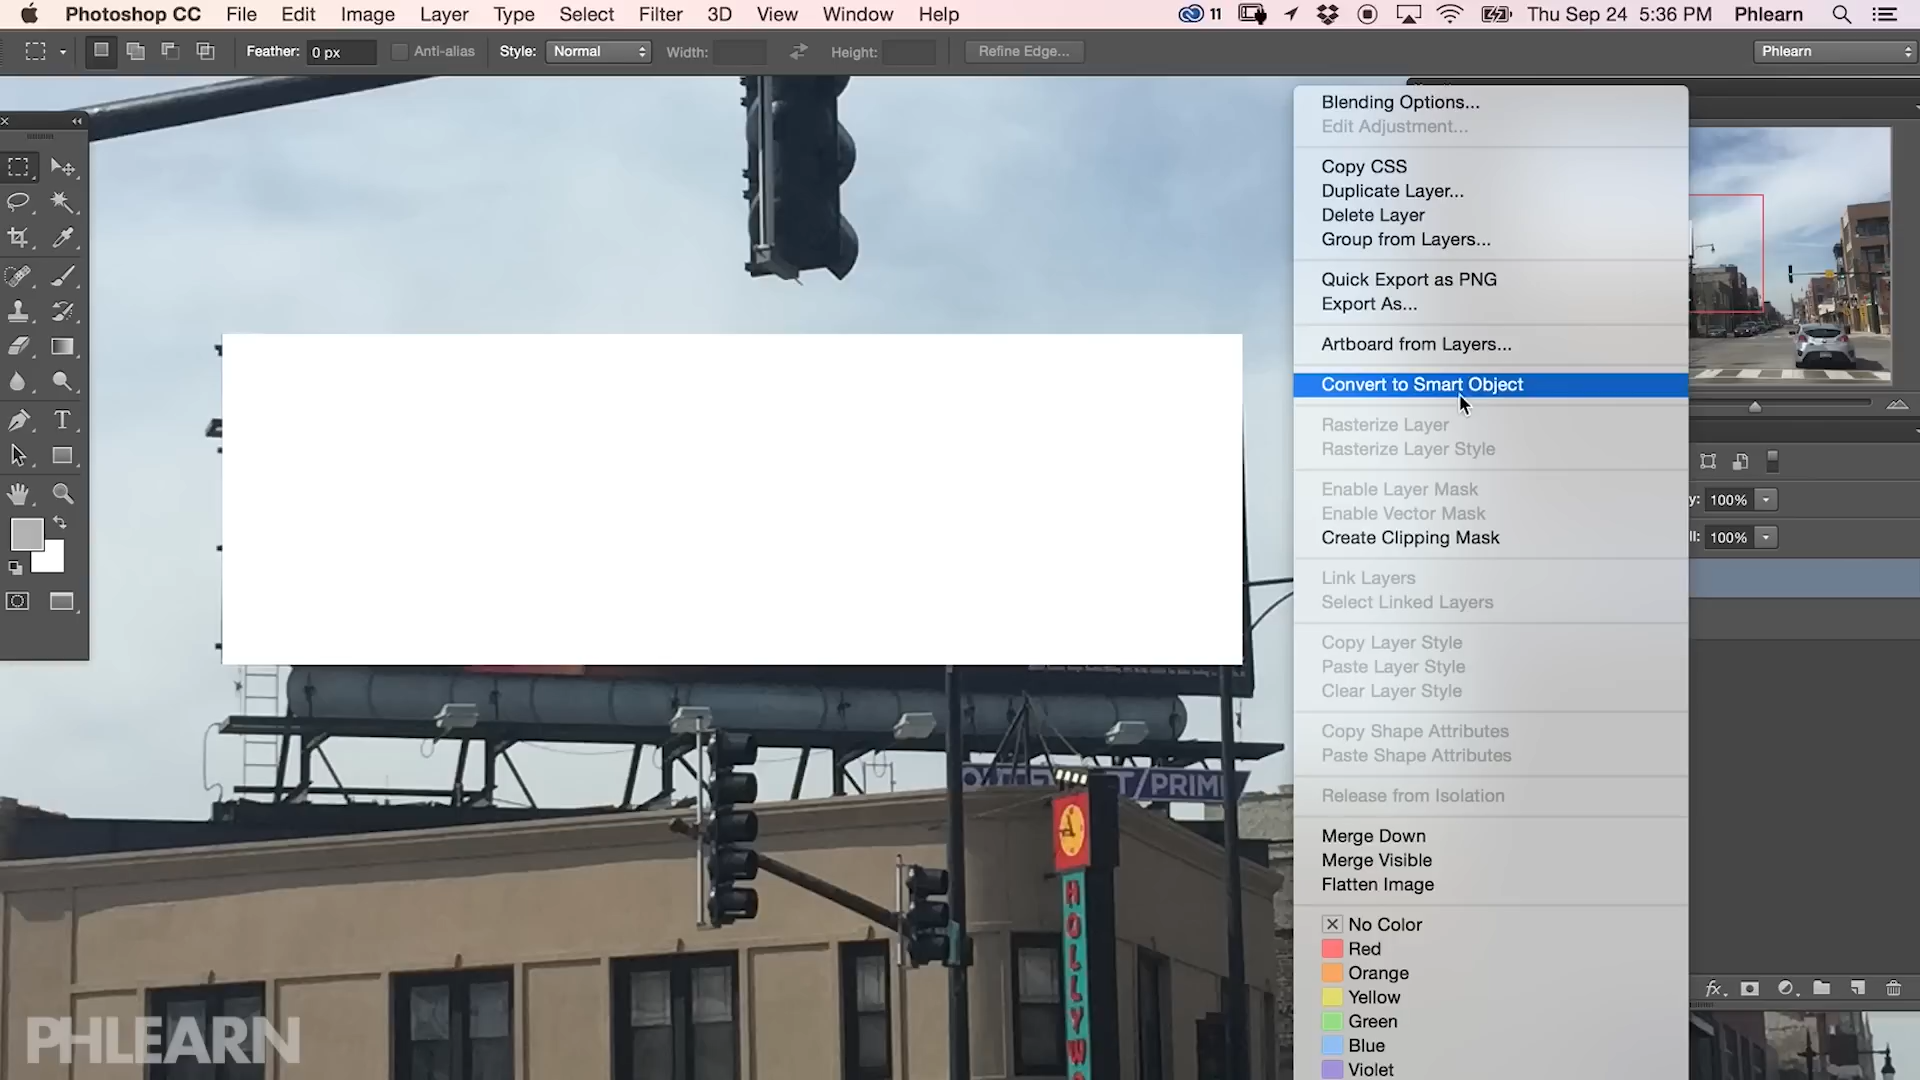 Photoshop CC File Edit Image Layer Type Select Filter 3D View Window Help 11 Thu Sep 24 5:36 PM Phlearn
Feather: 0 px Anti-alias Style: Normal Width: Height: Refine Edge... Phlearn
Blending Options...
Edit Adjustment...
Copy CSS
Duplicate Layer...
Delete Layer
Group from Layers...
Quick Export as PNG
Export As...
Artboard from Layers...
Convert to Smart Object
Rasterize Layer
Rasterize Layer Style
Enable Layer Mask
Enable Vector Mask
Create Clipping Mask
Link Layers
Select Linked Layers
Copy Layer Style
Paste Layer Style
Clear Layer Style
Copy Shape Attributes
Paste Shape Attributes
Release from Isolation
Merge Down
Merge Visible
Flatten Image
No Color
Red
Orange
Yellow
Green
Blue
Violet
y: 100%
ll: 100%
fx
T/PRIME
HOLLYW
PHLEARN